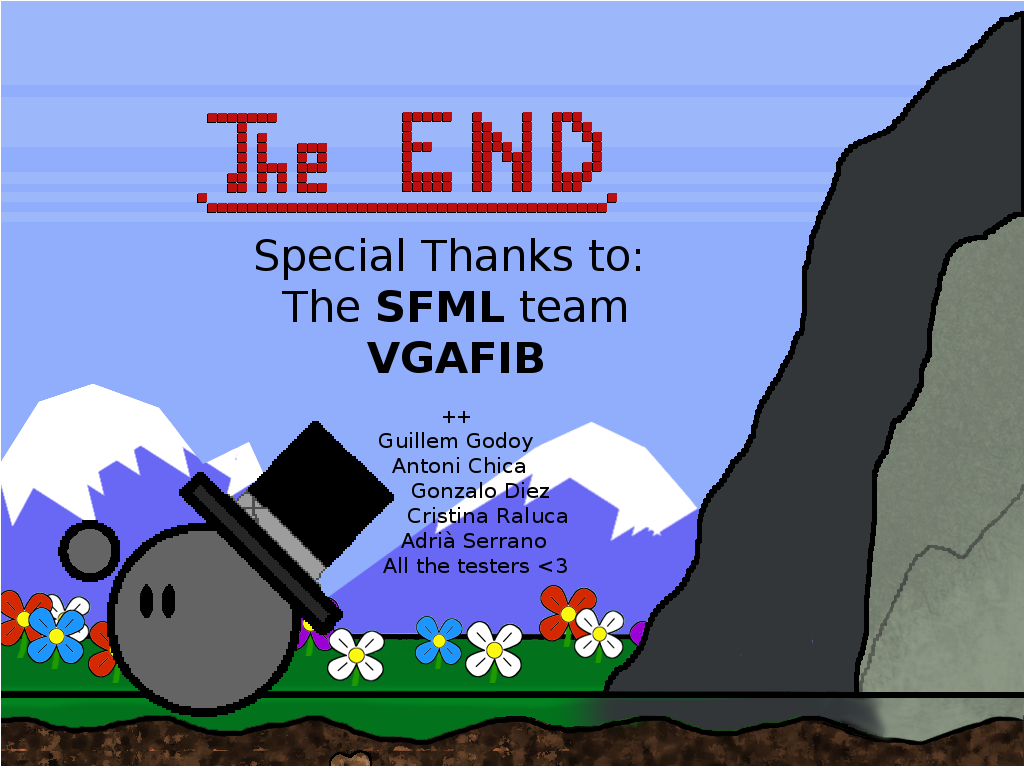 The END
Special Thanks to:
The SFML team
VGAFIB
++
Guillem Godoy
Antoni Chica
Gonzalo Diez
Cristina Raluca
Adrià Serrano
All the testers <3